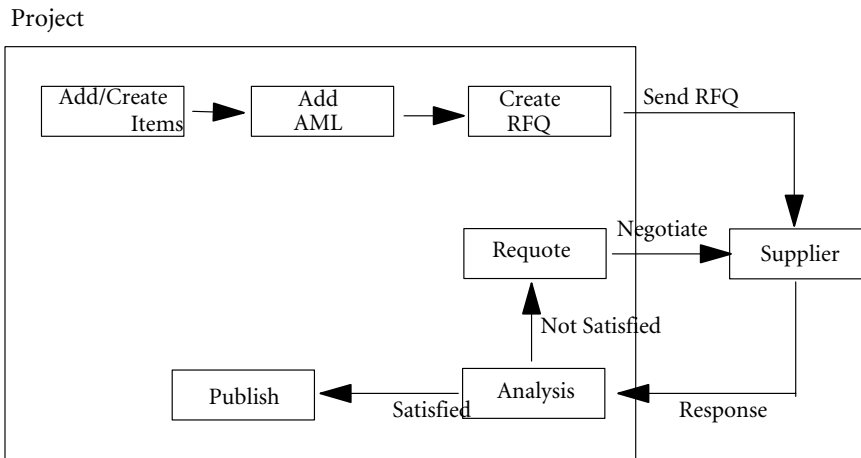 Project
Add/Create
Items
Add
AML
Create
RFQ
Send RFQ
Requote
Negotiate
Supplier
Not Satisfied
Publish
Satisfied
Analysis
Response